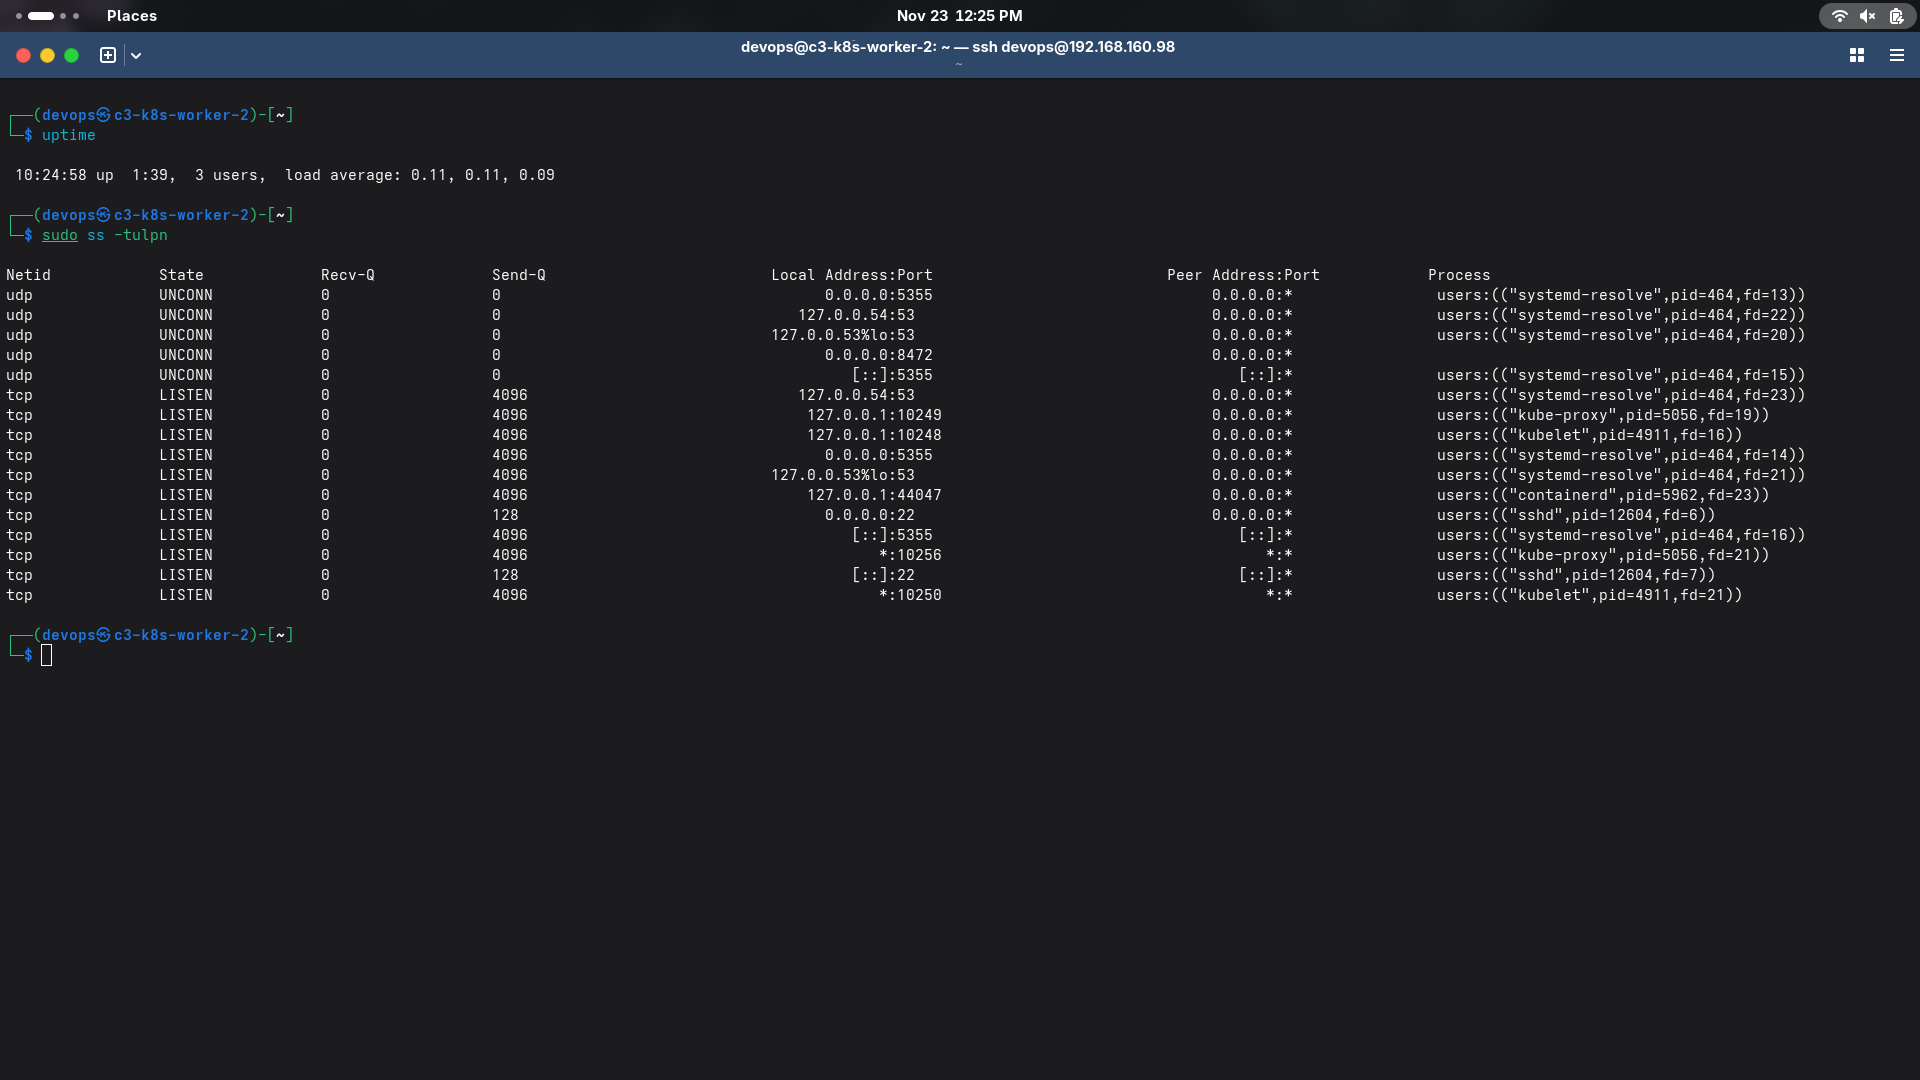 Places
Nov 23 12:25 PM
devops@c3-k8s-worker-2: ~ — ssh devops@192.168.160.98
~
┌──(devops㉿c3-k8s-worker-2)-[~]
└─$ uptime
10:24:58 up  1:39,  3 users,  load average: 0.11, 0.11, 0.09
┌──(devops㉿c3-k8s-worker-2)-[~]
└─$ sudo ss -tulpn
Netid State Recv-Q Send-Q Local Address:Port Peer Address:Port Process
udp UNCONN 0 0 0.0.0.0:5355 0.0.0.0:* users:(("systemd-resolve",pid=464,fd=13))
udp UNCONN 0 0 127.0.0.54:53 0.0.0.0:* users:(("systemd-resolve",pid=464,fd=22))
udp UNCONN 0 0 127.0.0.53%lo:53 0.0.0.0:* users:(("systemd-resolve",pid=464,fd=20))
udp UNCONN 0 0 0.0.0.0:8472 0.0.0.0:*
udp UNCONN 0 0 [::]:5355 [::]:* users:(("systemd-resolve",pid=464,fd=15))
tcp LISTEN 0 4096 127.0.0.54:53 0.0.0.0:* users:(("systemd-resolve",pid=464,fd=23))
tcp LISTEN 0 4096 127.0.0.1:10249 0.0.0.0:* users:(("kube-proxy",pid=5056,fd=19))
tcp LISTEN 0 4096 127.0.0.1:10248 0.0.0.0:* users:(("kubelet",pid=4911,fd=16))
tcp LISTEN 0 4096 0.0.0.0:5355 0.0.0.0:* users:(("systemd-resolve",pid=464,fd=14))
tcp LISTEN 0 4096 127.0.0.53%lo:53 0.0.0.0:* users:(("systemd-resolve",pid=464,fd=21))
tcp LISTEN 0 4096 127.0.0.1:44047 0.0.0.0:* users:(("containerd",pid=5962,fd=23))
tcp LISTEN 0 128 0.0.0.0:22 0.0.0.0:* users:(("sshd",pid=12604,fd=6))
tcp LISTEN 0 4096 [::]:5355 [::]:* users:(("systemd-resolve",pid=464,fd=16))
tcp LISTEN 0 4096 *:10256 *:* users:(("kube-proxy",pid=5056,fd=21))
tcp LISTEN 0 128 [::]:22 [::]:* users:(("sshd",pid=12604,fd=7))
tcp LISTEN 0 4096 *:10250 *:* users:(("kubelet",pid=4911,fd=21))
┌──(devops㉿c3-k8s-worker-2)-[~]
└─$